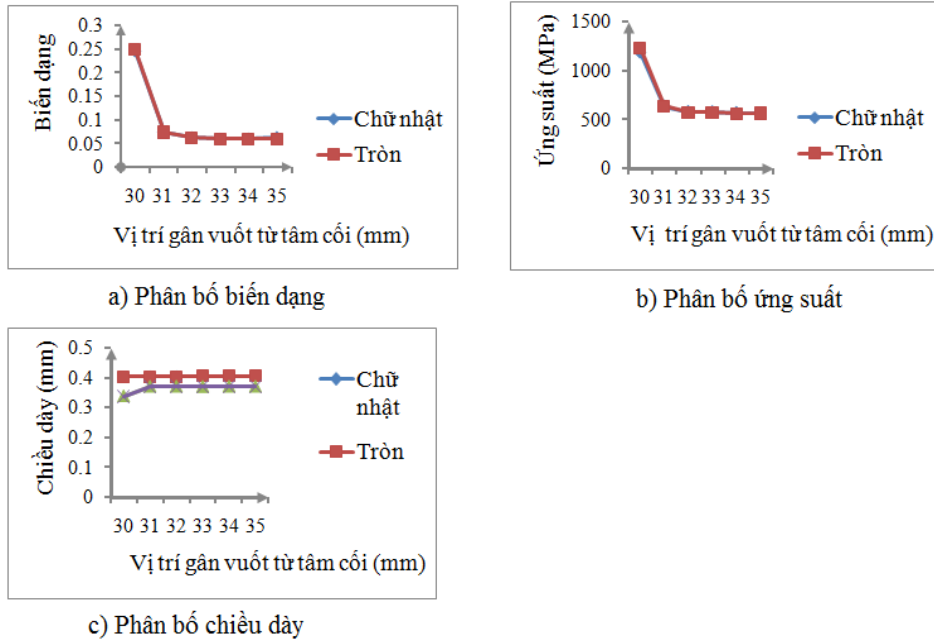 0.3
0.25
0.2
0.15
0.1
0.05
0
Biến dạng
Chữ nhật
Tròn
30 31 32 33 34 35
Vị trí gân vuốt từ tâm cối (mm)
a) Phân bố biến dạng
1500
1000
500
0
Ứng suất (MPa)
Chữ nhật
Tròn
30 31 32 33 34 35
Vị trí gân vuốt từ tâm cối (mm)
b) Phân bố ứng suất
0.5
0.4
0.3
0.2
0.1
0
Chiều dày (mm)
Chữ
nhật
Tròn
30 31 32 33 34 35
Vị trí gân vuốt từ tâm cối (mm)
c) Phân bố chiều dày